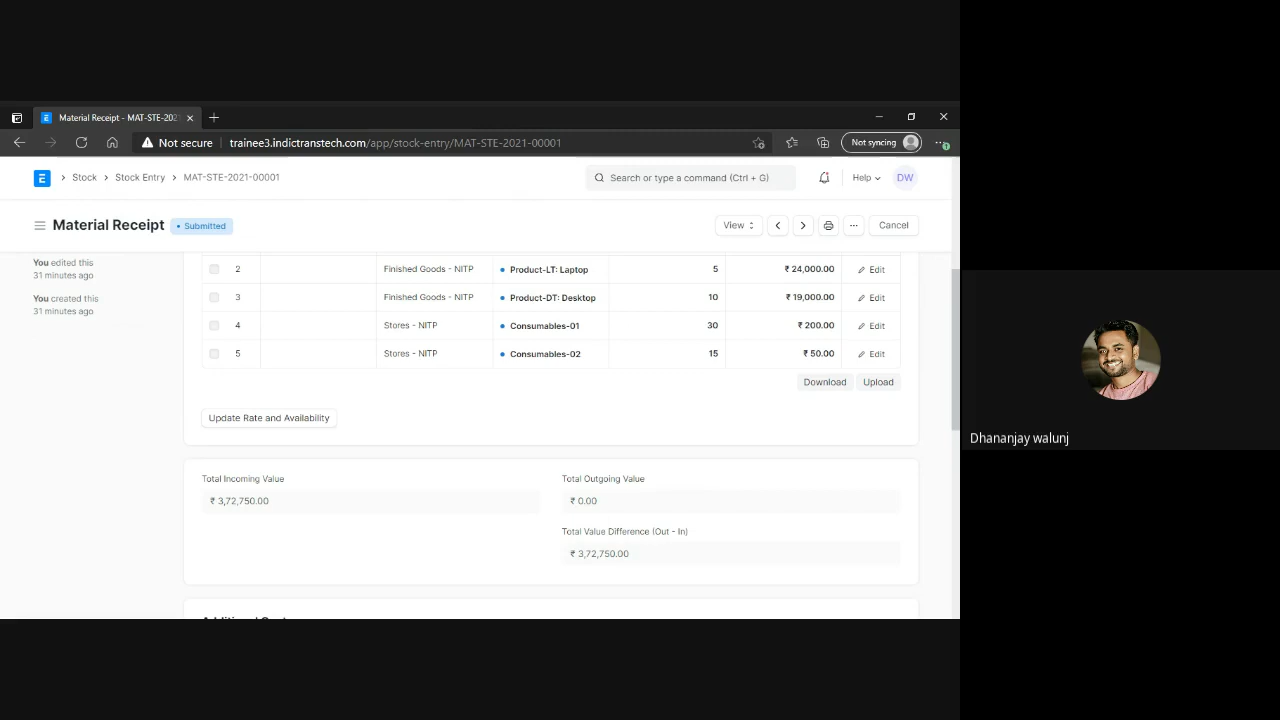 Material Receipt - MAT-STE-202
Not secure trainee3.indictranstech.com/app/stock-entry/MAT-STE-2021-00001 Not syncing
E Stock Stock Entry MAT-STE-2021-00001 Search or type a command (Ctrl + G) Help DW
Material Receipt • Submitted View ... Cancel
You edited this
31 minutes ago
You created this
31 minutes ago
2 Finished Goods - NITP Product-LT: Laptop 5 ₹ 24,000.00 Edit
3 Finished Goods - NITP Product-DT: Desktop 10 ₹ 19,000.00 Edit
4 Stores - NITP Consumables-01 30 ₹ 200.00 Edit
5 Stores - NITP Consumables-02 15 ₹ 50.00 Edit
Download Upload
Update Rate and Availability
Total Incoming Value Total Outgoing Value
₹ 3,72,750.00 ₹ 0.00
Total Value Difference (Out - In)
₹ 3,72,750.00
Dhananjay walunj